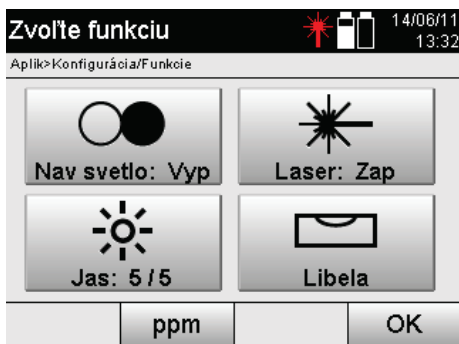 Zvoľte funkciu
14/06/11
13:32
Aplik>Konfigurácia/Funkcie
Nav svetlo: Vyp
Laser: Zap
Jas: 5/5
Libela
ppm
OK